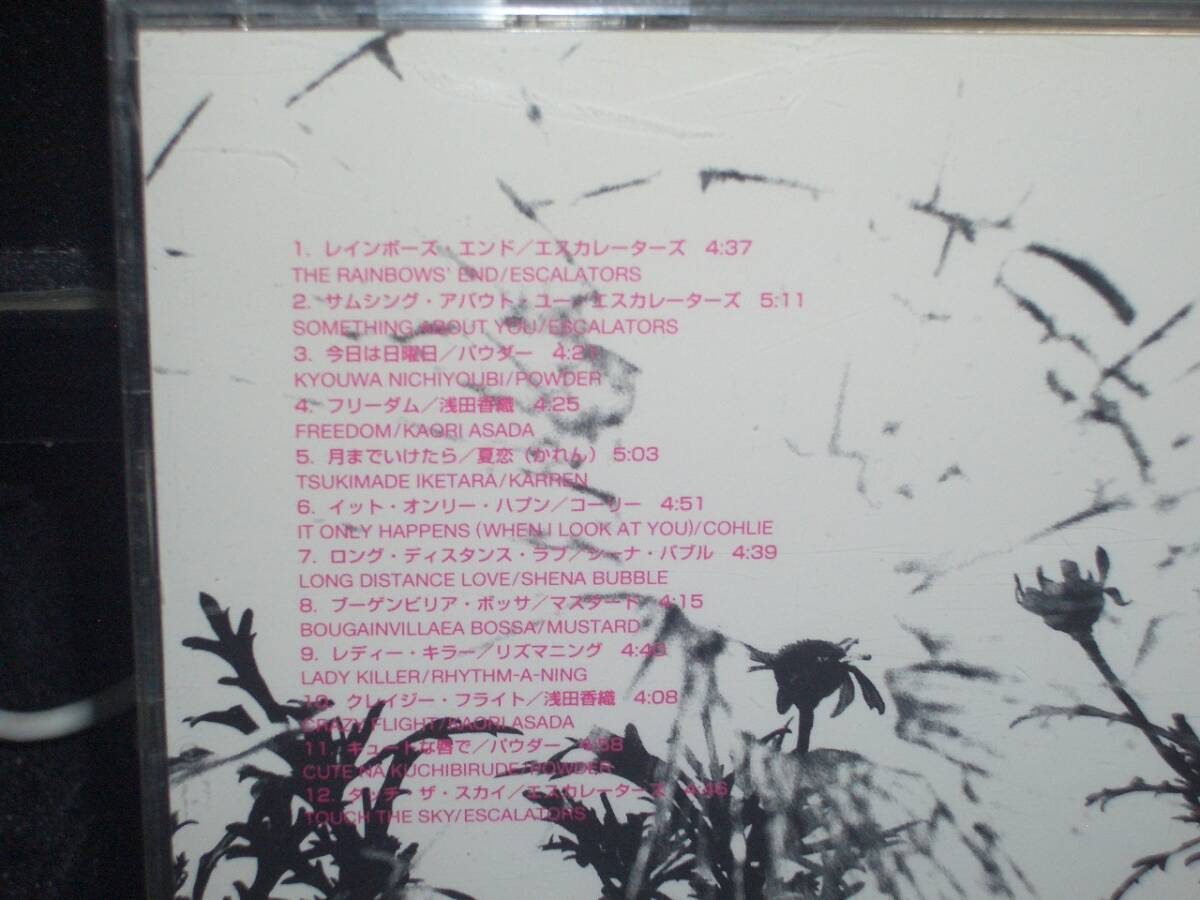 1. レインボーズ・エンド／エスカレーターズ 4:37
THE RAINBOWS' END/ESCALATORS
2. サムシング・アバウト・ユー／エスカレーターズ 5:11
SOMETHING ABOUT YOU/ESCALATORS
3. 今日は日曜日／パウダー
KYOUWA NICHIYOUBI/POWDER
4. フリーダム／浅田香織 4:25
FREEDOM/KAORI ASADA
5. 月までいけたら／夏恋（かれん）5:03
TSUKIMADE IKETARA/KARREN
6. イット・オンリー・ハプン／コーリー 4:51
IT ONLY HAPPENS (WHEN I LOOK AT YOU)/COHLIE
7. ロング・ディスタンス・ラブ／シーナ・バブル 4:39
LONG DISTANCE LOVE/SHENA BUBBLE
8. ブーゲンビリア・ボッサ／マスタード 4:15
BOUGAINVILLAEA BOSSA/MUSTARD
9. レディー・キラー／リズマニング
LADY KILLER/RHYTHM-A-NING
10. クレイジー・フライト／浅田香織 4:08
CRAZY FLIGHT/KAORI ASADA
11. キュートな唇で／パウダー 4:58
CUTE NA KUCHIBIRUDE/POWDER
12. タッチ・ザ・スカイ／エスカレーターズ 4:46
TOUCH THE SKY/ESCALATORS